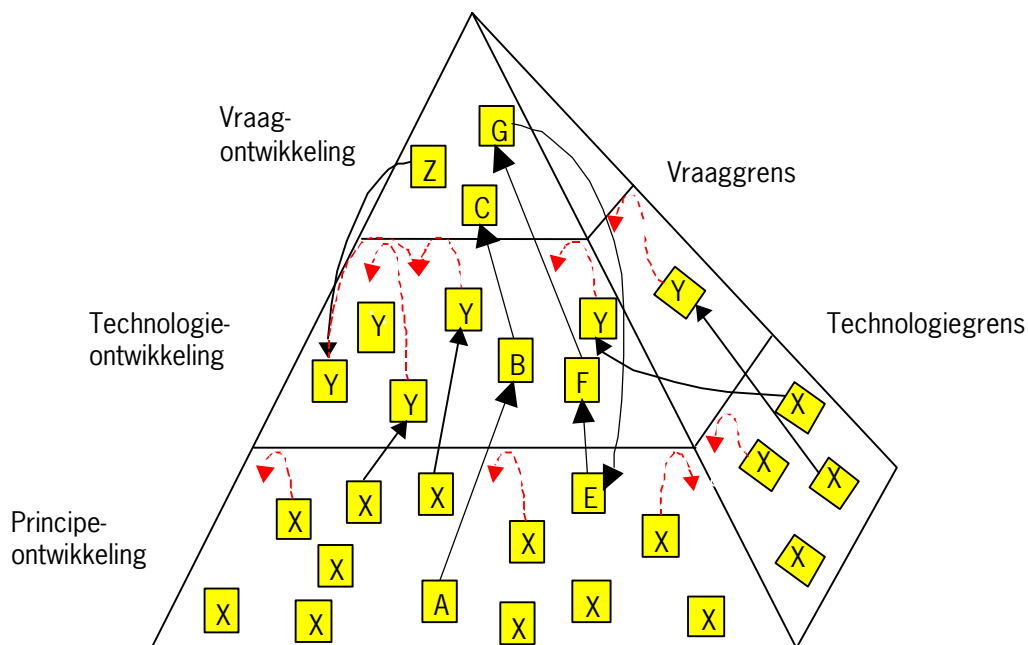 Vraag-
ontwikkeling
G
Z
C
Vraaggrens
Technologie-
ontwikkeling
Y
Y
Y
Y
Technologiegrens
Y
B
F
Y
X
X
X
E
X
X
Principe-
ontwikkeling
X
X
X
X
X
X
X
X
A
X
X
X